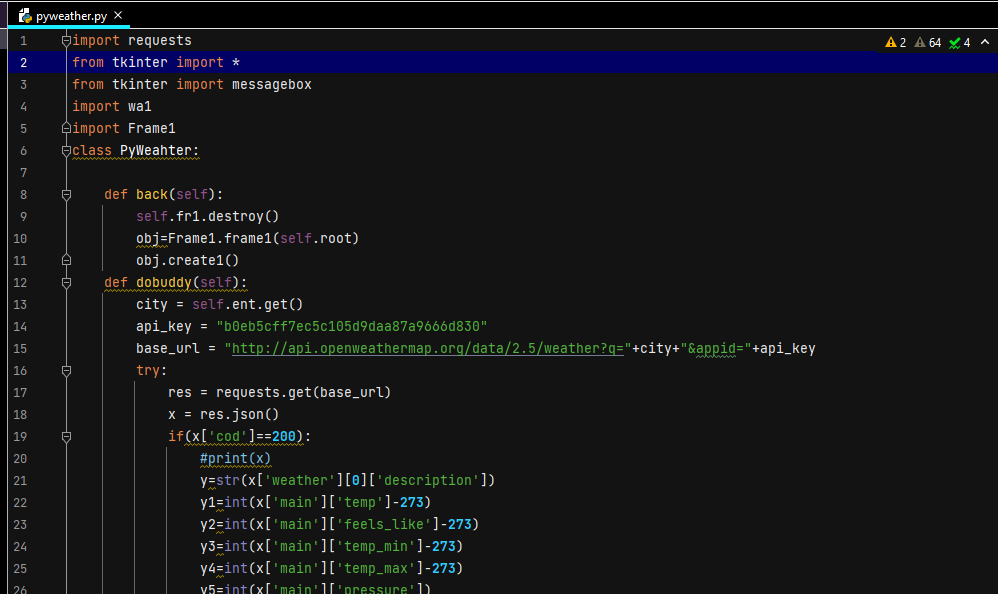 pyweather.py
2 64 4
1 import requests
2 from tkinter import *
3 from tkinter import messagebox
4 import wa1
5 import Frame1
6 class PyWeahter:
7
8 def back(self):
9 self.fr1.destroy()
10 obj=Frame1.frame1(self.root)
11 obj.create1()
12 def dobuddy(self):
13 city = self.ent.get()
14 api_key = "b0eb5cff7ec5c105d9daa87a9666d830"
15 base_url = "http://api.openweathermap.org/data/2.5/weather?q="+city+"&appid="+api_key
16 try:
17 res = requests.get(base_url)
18 x = res.json()
19 if(x['cod']==200):
20 #print(x)
21 y=str(x['weather'][0]['description'])
22 y1=int(x['main']['temp']-273)
23 y2=int(x['main']['feels_like']-273)
24 y3=int(x['main']['temp_min']-273)
25 y4=int(x['main']['temp_max']-273)
26 y5=int(x['main']['pressure'])